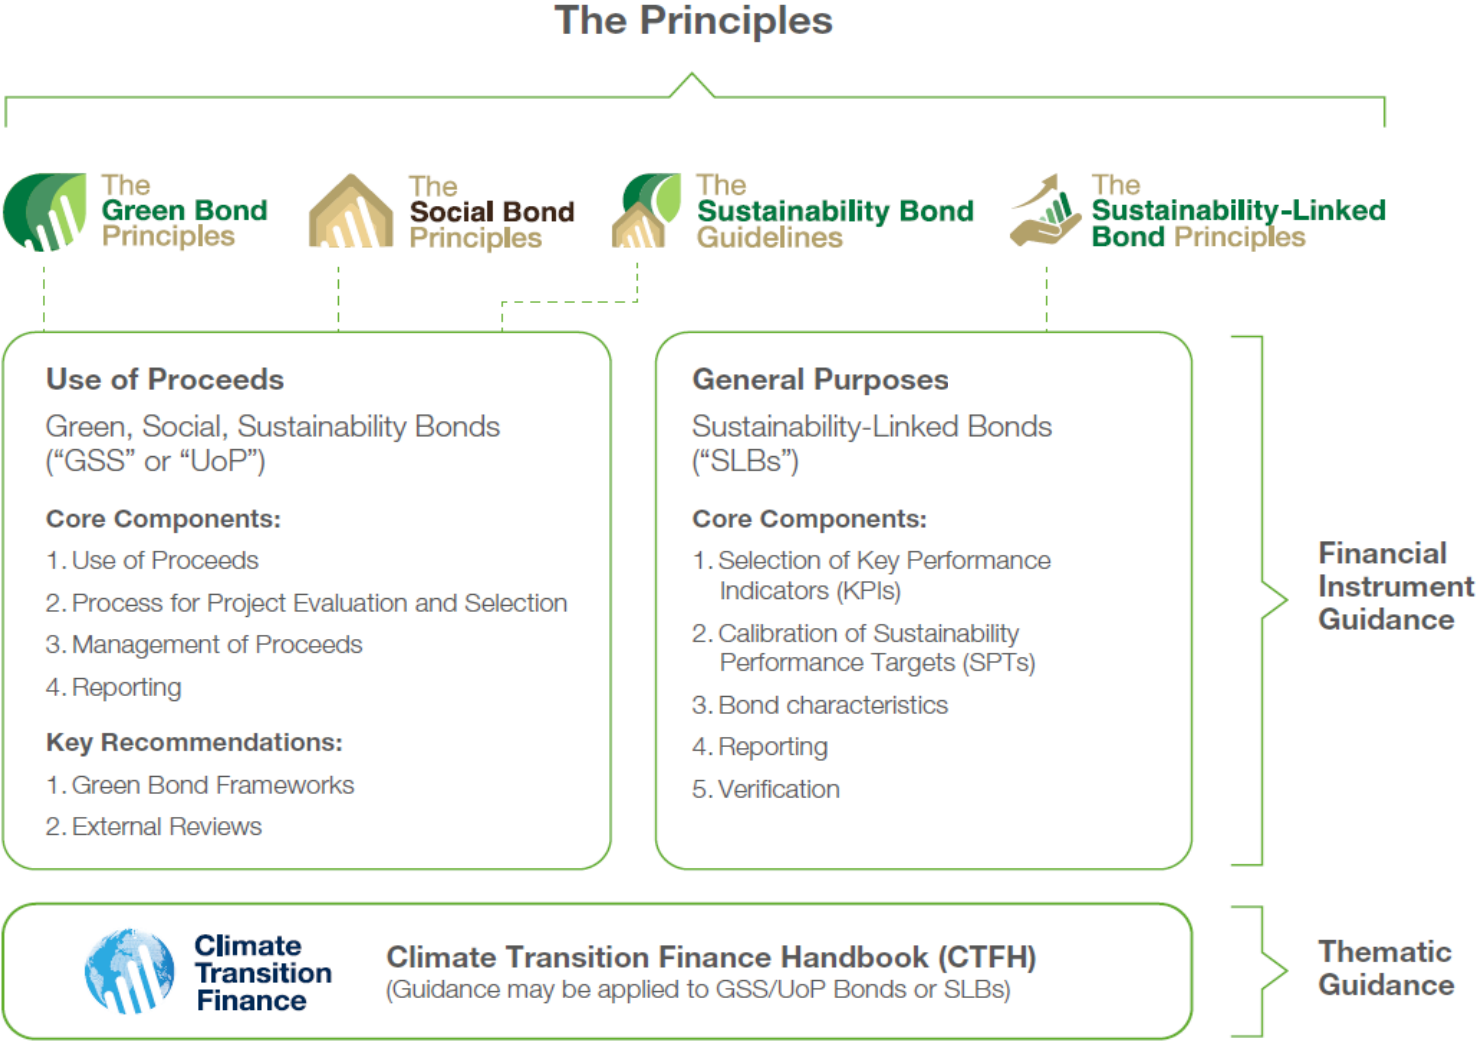 The Principles
The
Green Bond
Principles
The
Social Bond
Principles
The
Sustainability Bond
Guidelines
The
Sustainability-Linked
Bond Principles
Use of Proceeds
Green, Social, Sustainability Bonds
(“GSS” or “UoP”)
Core Components:
1. Use of Proceeds
2. Process for Project Evaluation and Selection
3. Management of Proceeds
4. Reporting
Key Recommendations:
1. Green Bond Frameworks
2. External Reviews
General Purposes
Sustainability-Linked Bonds
(“SLBs”)
Core Components:
1. Selection of Key Performance
Indicators (KPIs)
2. Calibration of Sustainability
Performance Targets (SPTs)
3. Bond characteristics
4. Reporting
5. Verification
Financial
Instrument
Guidance
Climate
Transition
Finance
Climate Transition Finance Handbook (CTFH)
(Guidance may be applied to GSS/UoP Bonds or SLBs)
Thematic
Guidance